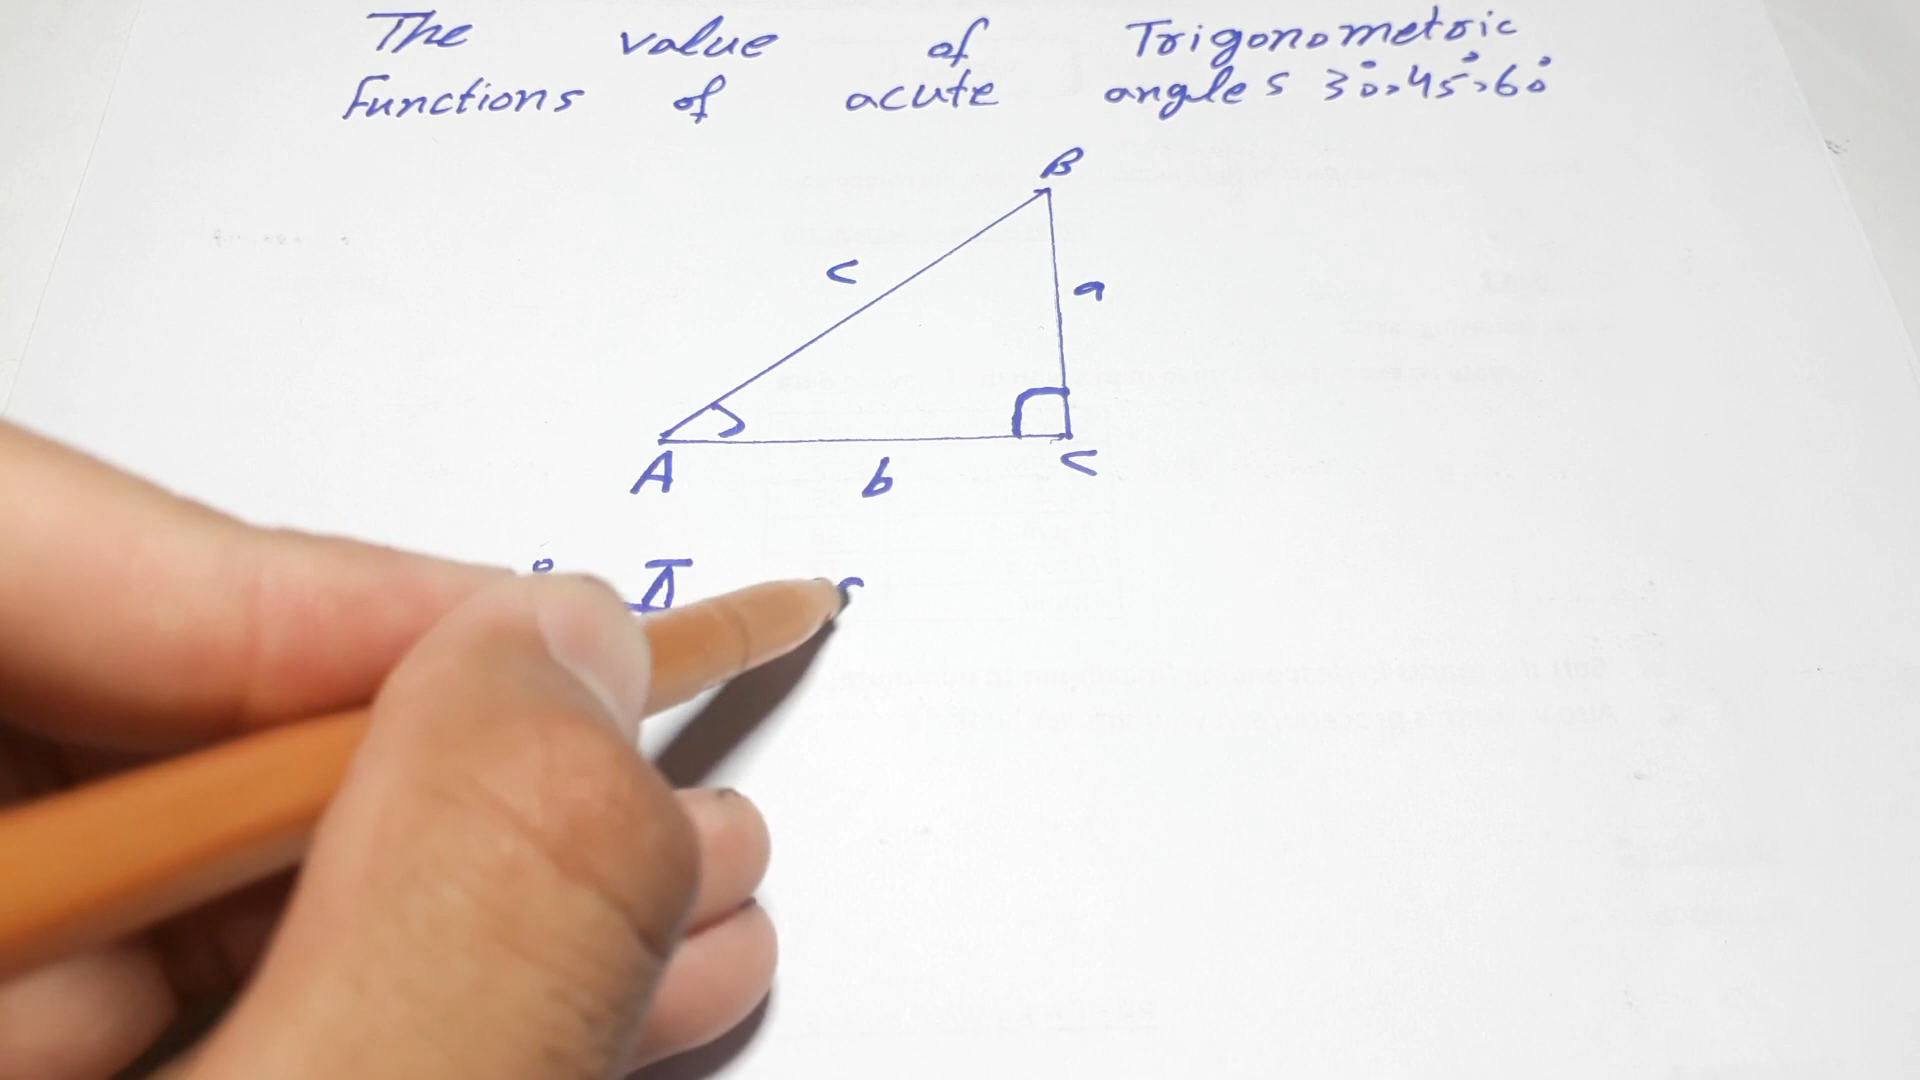 The value of Trigonometric
functions of acute angles 30°,45°,60°
B
c
a
A
b
C
° π